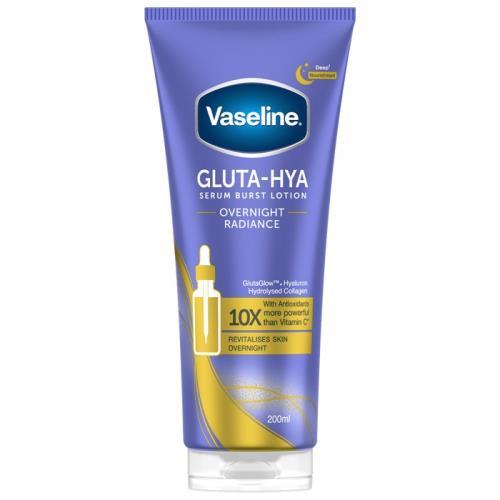 Deep¹
Nourishment
Vaseline®
GLUTA-HYA
SERUM BURST LOTION
OVERNIGHT
RADIANCE
GlutaGlow™+ Hyaluron
Hydrolysed Collagen
10X
With Antioxidants
more powerful
than Vitamin C*
REVITALISES SKIN
OVERNIGHT
200ml